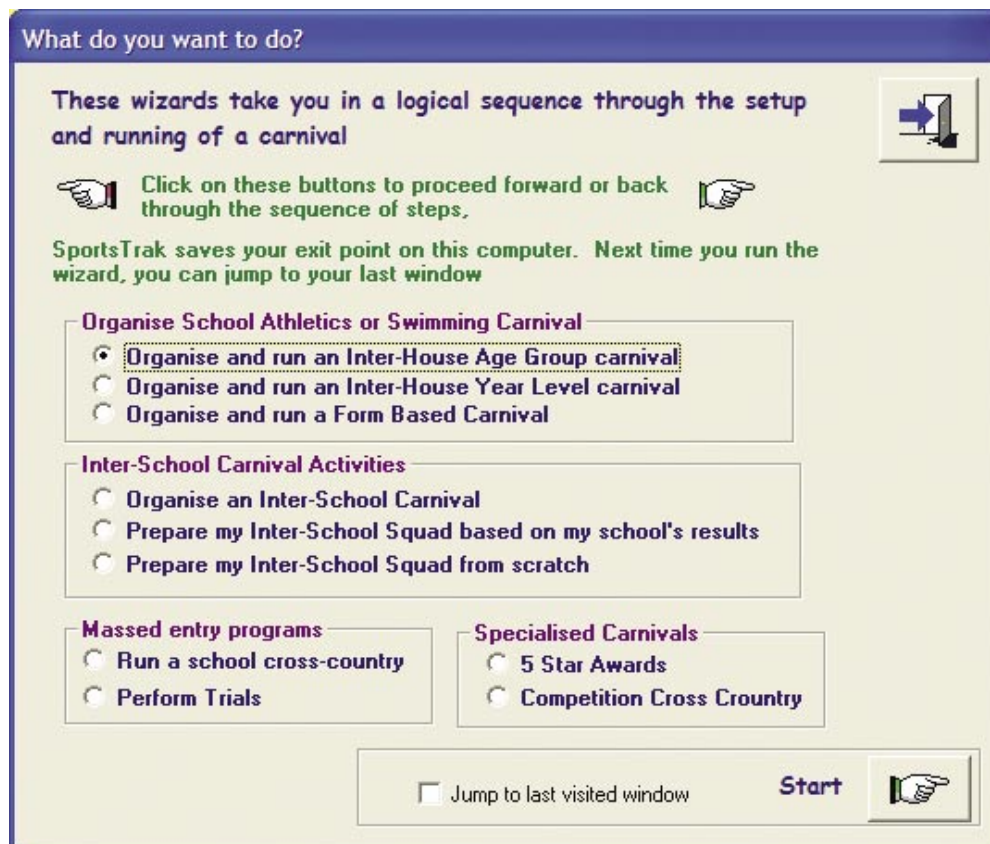 What do you want to do?
These wizards take you in a logical sequence through the setup
and running of a carnival
Click on these buttons to proceed forward or back
through the sequence of steps,
SportsTrak saves your exit point on this computer. Next time you run the
wizard, you can jump to your last window
Organise School Athletics or Swimming Carnival
Organise and run an Inter-House Age Group carnival
Organise and run an Inter-House Year Level carnival
Organise and run a Form Based Carnival
Inter-School Carnival Activities
Organise an Inter-School Carnival
Prepare my Inter-School Squad based on my school's results
Prepare my Inter-School Squad from scratch
Massed entry programs
Run a school cross-country
Perform Trials
Specialised Carnivals
5 Star Awards
Competition Cross Crountry
Jump to last visited window
Start